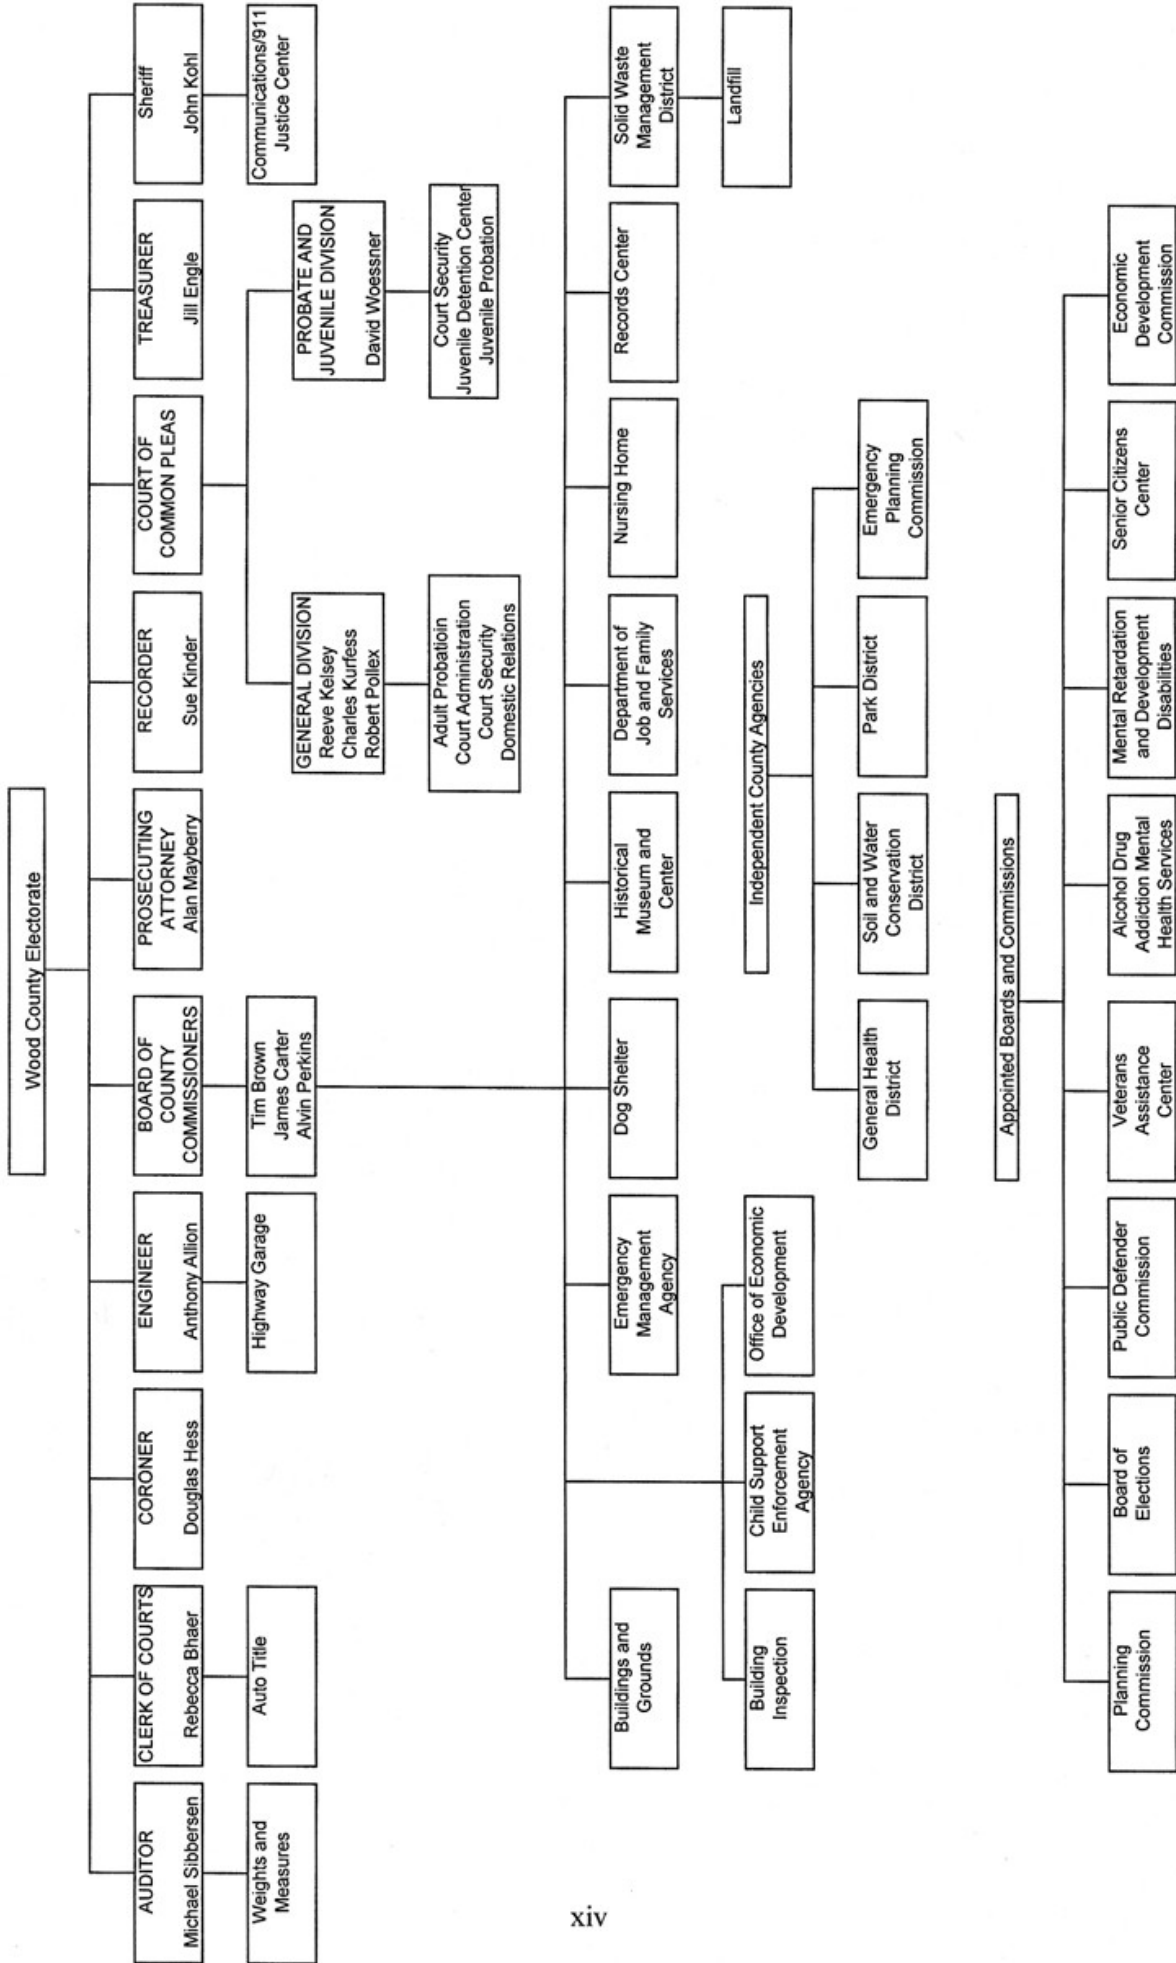 Wood County Electorate
AUDITOR
Michael Sibbersen
CLERK OF COURTS
Rebecca Bhaer
CORONER
Douglas Hess
ENGINEER
Anthony Allion
BOARD OF
COUNTY
COMMISSIONERS
PROSECUTING
ATTORNEY
Alan Mayberry
RECORDER
Sue Kinder
COURT OF
COMMON PLEAS
TREASURER
Jill Engle
Sheriff
John Kohl
Weights and
Measures
Auto Title
Highway Garage
Tim Brown
James Carter
Alvin Perkins
Communications/911
Justice Center
GENERAL DIVISION
Reeve Kelsey
Charles Kurfess
Robert Pollex
PROBATE AND
JUVENILE DIVISION
David Woessner
Adult Probatioin
Court Administration
Court Security
Domestic Relations
Court Security
Juvenile Detention Center
Juvenile Probation
Buildings and
Grounds
Emergency
Management
Agency
Dog Shelter
Historical
Museum and
Center
Department of
Job and Family
Services
Nursing Home
Records Center
Solid Waste
Management
District
Building
Inspection
Child Support
Enforcement
Agency
Office of Economic
Development
Landfill
Independent County Agencies
General Health
District
Soil and Water
Conservation
District
Park District
Emergency
Planning
Commission
Appointed Boards and Commissions
Planning
Commission
Board of
Elections
Public Defender
Commission
Veterans
Assistance
Center
Alcohol Drug
Addiction Mental
Health Services
Mental Retardation
and Development
Disabilities
Senior Citizens
Center
Economic
Development
Commission
xiv